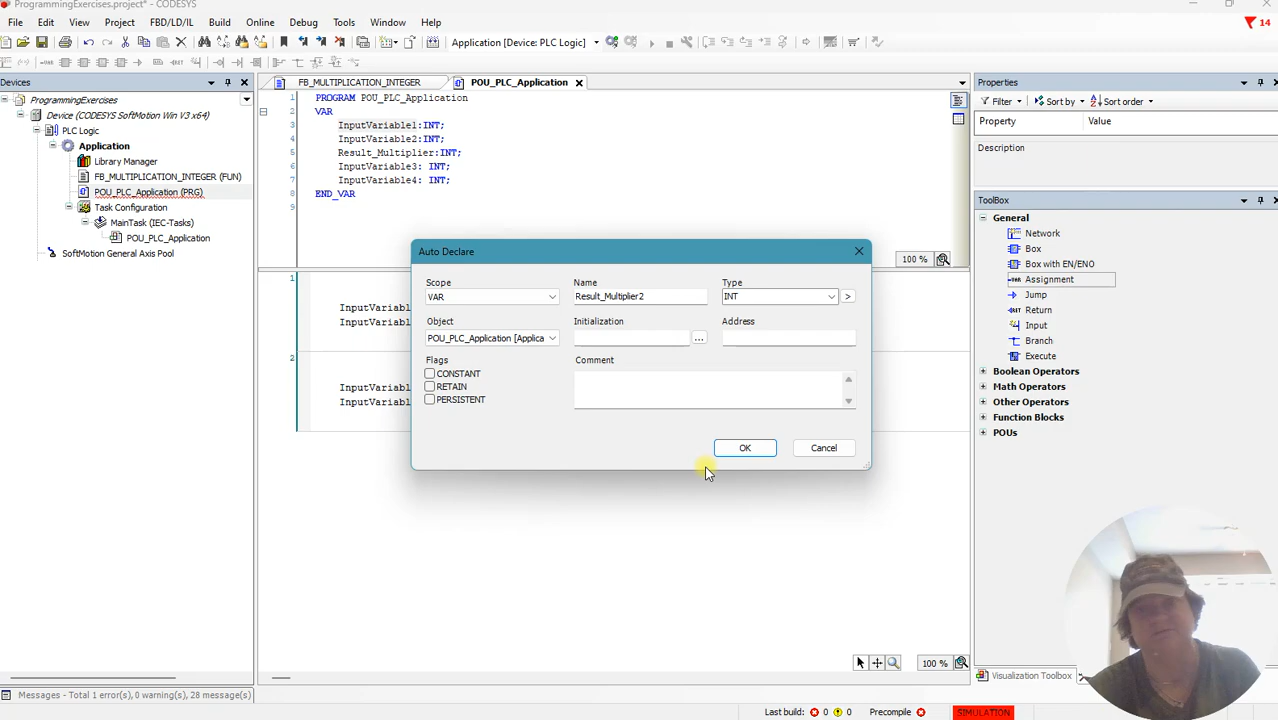 ProgrammingExercises.project* - CODESYS
File Edit View Project FBD/LD/IL Build Online Debug Tools Window Help
14
Application [Device: PLC Logic]
Devices
ProgrammingExercises
Device (CODESYS SoftMotion Win V3 x64)
PLC Logic
Application
Library Manager
FB_MULTIPLICATION_INTEGER (FUN)
POU_PLC_Application (PRG)
Task Configuration
MainTask (IEC-Tasks)
POU_PLC_Application
SoftMotion General Axis Pool
FB_MULTIPLICATION_INTEGER
POU_PLC_Application
1 PROGRAM POU_PLC_Application
2 VAR
3 InputVariable1:INT;
4 InputVariable2:INT;
5 Result_Multiplier:INT;
6 InputVariable3: INT;
7 InputVariable4: INT;
8 END_VAR
9
100 %
1
InputVariabl
InputVariabl
2
InputVariabl
InputVariabl
Auto Declare
Scope Name Type
VAR Result_Multiplier2 INT >
Object Initialization Address
POU_PLC_Application [Applica ...
Flags Comment
CONSTANT
RETAIN
PERSISTENT
OK Cancel
100 %
Properties
Filter Sort by Sort order
Property Value
Description
ToolBox
General
Network
Box
Box with EN/ENO
Assignment
Jump
Return
Input
Branch
Execute
Boolean Operators
Math Operators
Other Operators
Function Blocks
POUs
Visualization Toolbox
Messages - Total 1 error(s), 0 warning(s), 28 message(s)
Last build: 0 0 Precompile SIMULATION